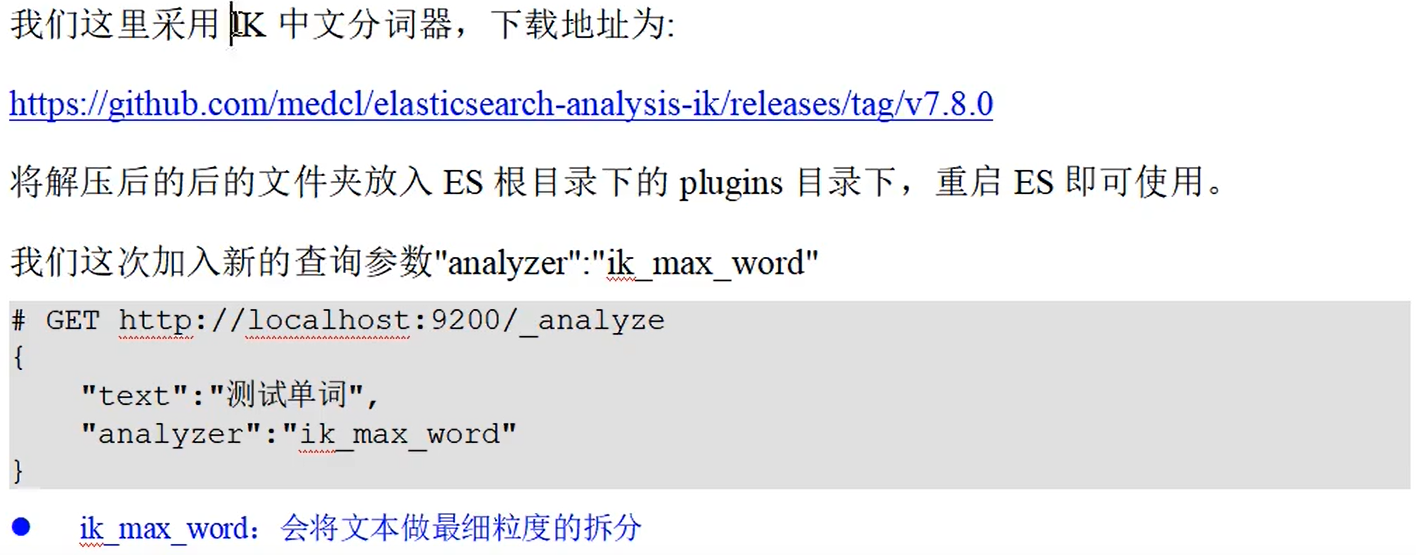 我们这里采用 IK 中文分词器，下载地址为:
https://github.com/medcl/elasticsearch-analysis-ik/releases/tag/v7.8.0
将解压后的后的文件夹放入 ES 根目录下的 plugins 目录下，重启 ES 即可使用。
我们这次加入新的查询参数"analyzer":"ik_max_word"
# GET http://localhost:9200/_analyze
{
    "text":"测试单词",
    "analyzer":"ik_max_word"
}
● ik_max_word：会将文本做最细粒度的拆分